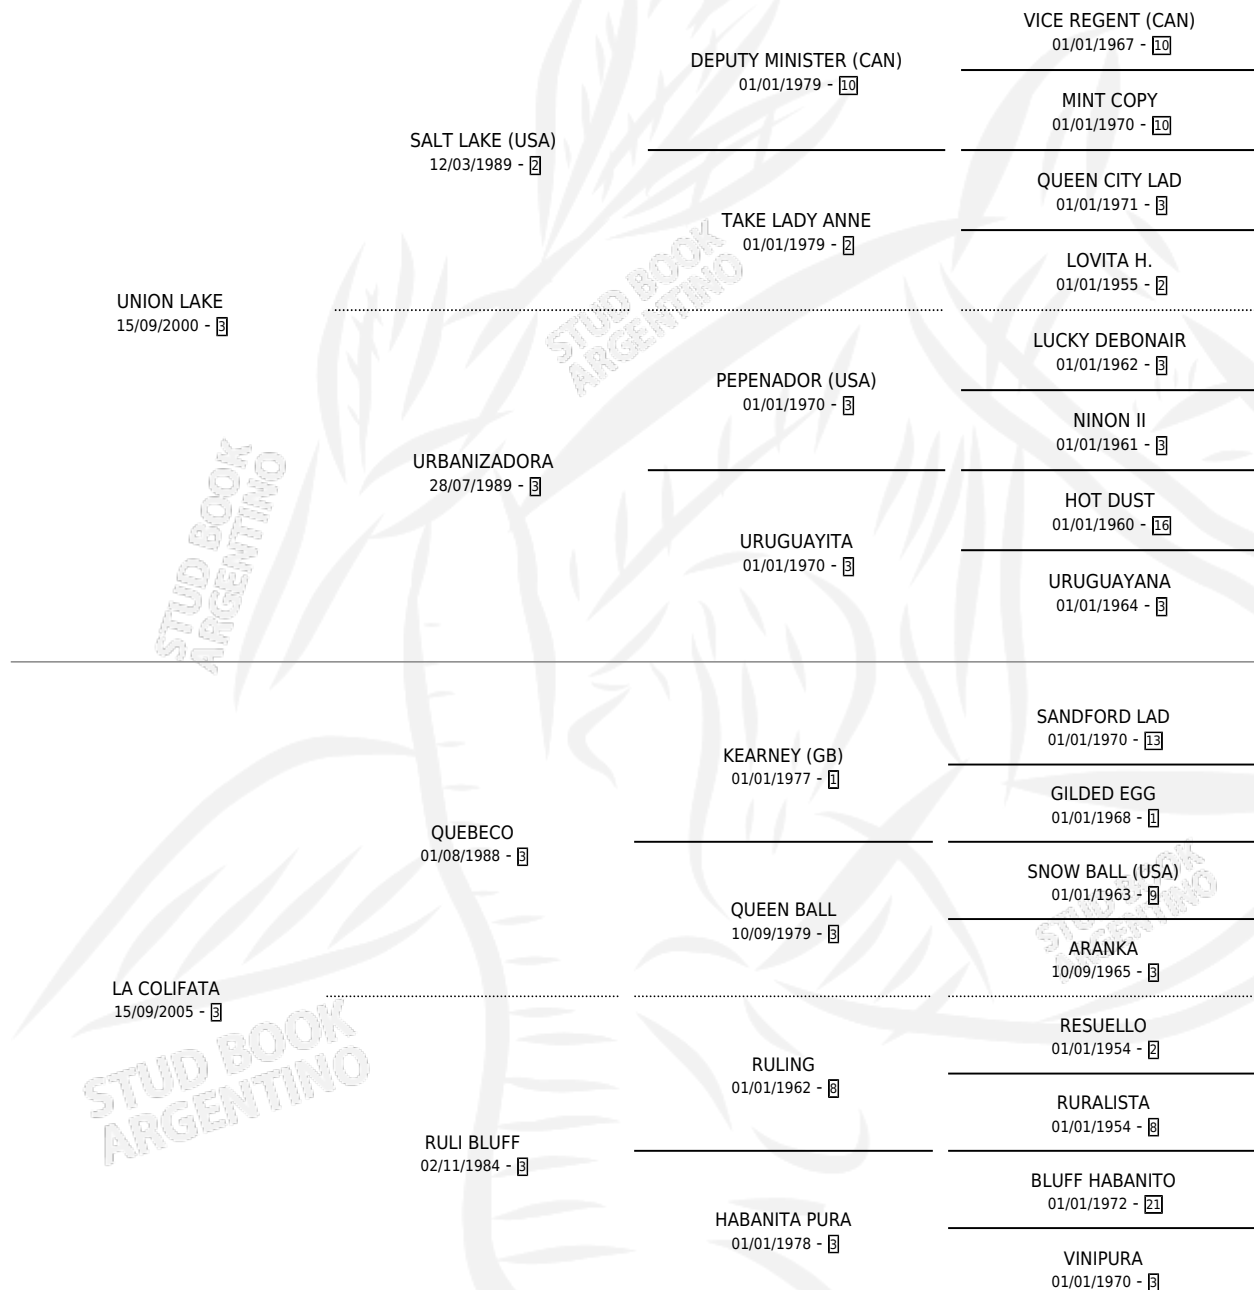 VICE REGENT (CAN)
01/01/1967 - 10
DEPUTY MINISTER (CAN)
01/01/1979 - 10
MINT COPY
01/01/1970 - 10
SALT LAKE (USA)
12/03/1989 - 2
QUEEN CITY LAD
01/01/1971 - 3
TAKE LADY ANNE
01/01/1979 - 2
LOVITA H.
01/01/1955 - 2
UNION LAKE
15/09/2000 - 3
LUCKY DEBONAIR
01/01/1962 - 3
PEPENADOR (USA)
01/01/1970 - 3
NINON II
01/01/1961 - 3
URBANIZADORA
28/07/1989 - 3
HOT DUST
01/01/1960 - 16
URUGUAYITA
01/01/1970 - 3
URUGUAYANA
01/01/1964 - 3
STUD BOOK
ARGENTINO
STUD BOOK
ARGENTINO
SANDFORD LAD
01/01/1970 - 13
KEARNEY (GB)
01/01/1977 - 1
GILDED EGG
01/01/1968 - 1
QUEBECO
01/08/1988 - 3
SNOW BALL (USA)
01/01/1963 - 9
QUEEN BALL
10/09/1979 - 3
ARANKA
10/09/1965 - 3
STUD BOOK
ARGENTINO
LA COLIFATA
15/09/2005 - 3
STUD BOOK
ARGENTINO
RESUELLO
01/01/1954 - 2
RULING
01/01/1962 - 8
RURALISTA
01/01/1954 - 8
RULI BLUFF
02/11/1984 - 3
BLUFF HABANITO
01/01/1972 - 21
HABANITA PURA
01/01/1978 - 3
VINIPURA
01/01/1970 - 3